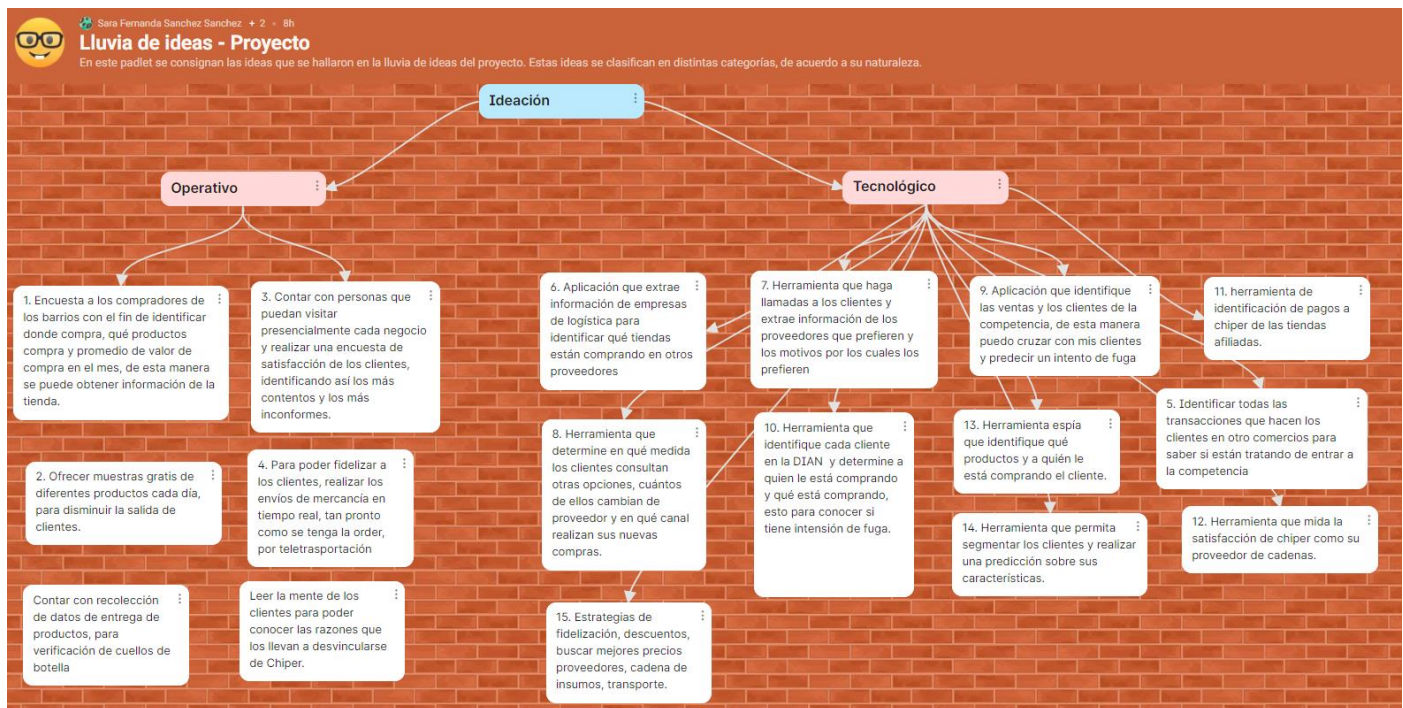 Sara Fernanda Sanchez Sanchez + 2 • 8h
Lluvia de ideas - Proyecto
En este padlet se consignan las ideas que se hallaron en la lluvia de ideas del proyecto. Estas ideas se clasifican en distintas categorías, de acuerdo a su naturaleza.
Ideación
Operativo
Tecnológico
1. Encuesta a los compradores de
los barrios con el fin de identificar
donde compra, qué productos
compra y promedio de valor de
compra en el mes, de esta manera
se puede obtener información de la
tienda.
3. Contar con personas que
puedan visitar
presencialmente cada negocio
y realizar una encuesta de
satisfacción de los clientes,
identificando así los más
contentos y los más
inconformes.
6. Aplicación que extrae
información de empresas
de logística para
identificar qué tiendas
están comprando en otros
proveedores
7. Herramienta que haga
llamadas a los clientes y
extrae información de los
proveedores que prefieren y
los motivos por los cuales los
prefieren
9. Aplicación que identifique
las ventas y los clientes de la
competencia, de esta manera
puedo cruzar con mis clientes
y predecir un intento de fuga
11. herramienta de
identificación de pagos a
chiper de las tiendas
afiliadas.
2. Ofrecer muestras gratis de
diferentes productos cada día,
para disminuir la salida de
clientes.
4. Para poder fidelizar a
los clientes, realizar los
envíos de mercancía en
tiempo real, tan pronto
como se tenga la order,
por teletrasportación
8. Herramienta que
determine en qué medida
los clientes consultan
otras opciones, cuántos
de ellos cambian de
proveedor y en qué canal
realizan sus nuevas
compras.
10. Herramienta que
identifique cada cliente
en la DIAN y determine a
quien le está comprando
y qué está comprando,
esto para conocer si
tiene intensión de fuga.
13. Herramienta espía
que identifique qué
productos y a quién le
está comprando el cliente.
5. Identificar todas las
transacciones que hacen los
clientes en otro comercios para
saber si están tratando de entrar a
la competencia
14. Herramienta que permita
segmentar los clientes y realizar
una predicción sobre sus
características.
12. Herramienta que mida la
satisfacción de chiper como su
proveedor de cadenas.
Contar con recolección
de datos de entrega de
productos, para
verificación de cuellos de
botella
Leer la mente de los
clientes para poder
conocer las razones que
los llevan a desvincularse
de Chiper.
15. Estrategias de
fidelización, descuentos,
buscar mejores precios
proveedores, cadena de
insumos, transporte.